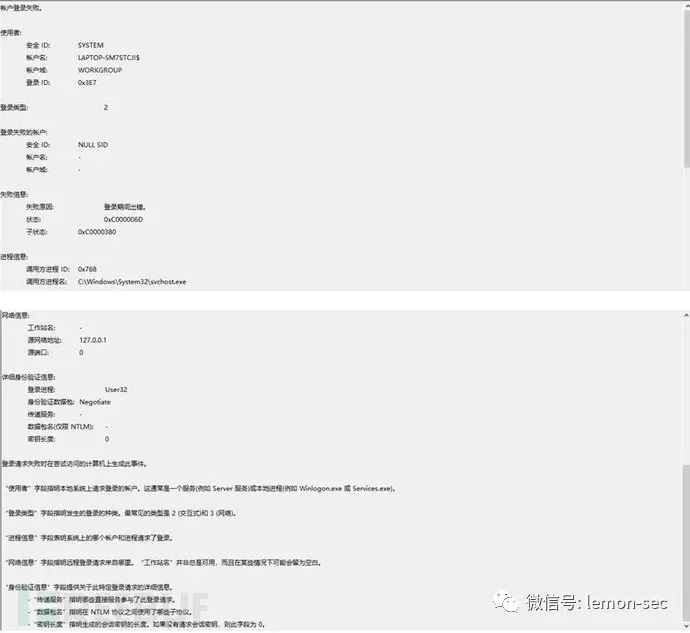 帐户登录失败。
使用者:
安全 ID: SYSTEM
帐户名: LAPTOP-SM7STCJI$
帐户域: WORKGROUP
登录 ID: 0x3E7
登录类型: 2
登录失败的帐户:
安全 ID: NULL SID
帐户名: -
帐户域: -
失败信息:
失败原因: 登录期间出错。
状态: 0xC000006D
子状态: 0xC0000380
进程信息:
调用方进程 ID: 0x768
调用方进程名: C:\Windows\System32\svchost.exe
网络信息:
工作站名: -
源网络地址: 127.0.0.1
源端口: 0
详细身份验证信息:
登录进程: User32
身份验证数据包: Negotiate
传递服务: -
数据包名(仅限 NTLM): -
密钥长度: 0
登录请求失败时在尝试访问的计算机上生成此事件。
“使用者”字段指明本地系统上请求登录的帐户。这通常是一个服务(例如 Server 服务)或本地进程(例如 Winlogon.exe 或 Services.exe)。
“登录类型”字段指明发生的登录的种类。最常见的类型是 2 (交互式)和 3 (网络)。
“进程信息”字段表明系统上的哪个帐户和进程请求了登录。
“网络信息”字段指明远程登录请求来自哪里。“工作站名”并非总是可用，而且在某些情况下可能会留为空白。
“身份验证信息”字段提供关于此特定登录请求的详细信息。
-“传递服务”指明哪些直接服务参与了此登录请求。
-“数据包名”指明在 NTLM 协议之间使用了哪些子协议。
-“密钥长度”指明生成的会话密钥的长度。如果没有请求会话密钥，则此字段为 0。
微信号: lemon-sec